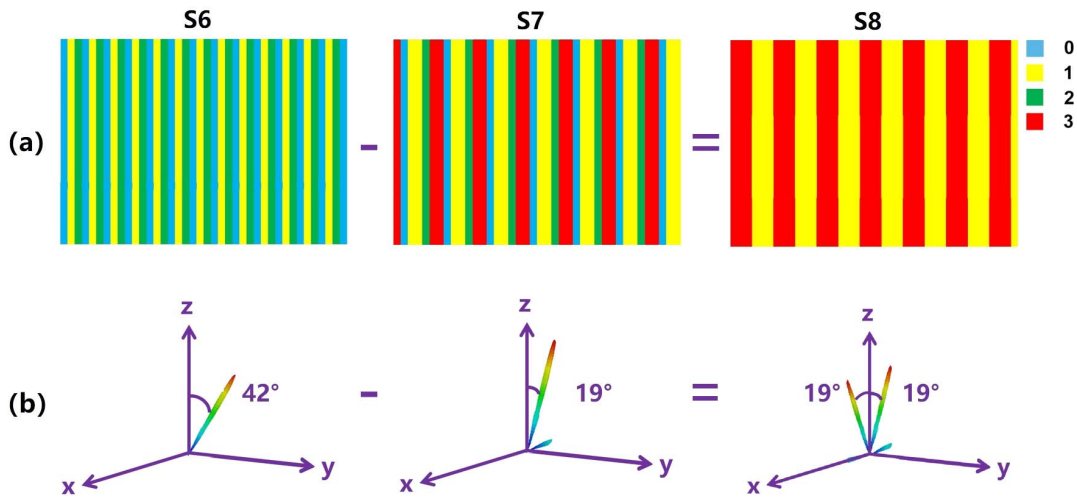 S6 S7 S8
0
1
2
3
(a) - =
z z z
42° 19° 19° 19°
(b) - =
x y x y x y